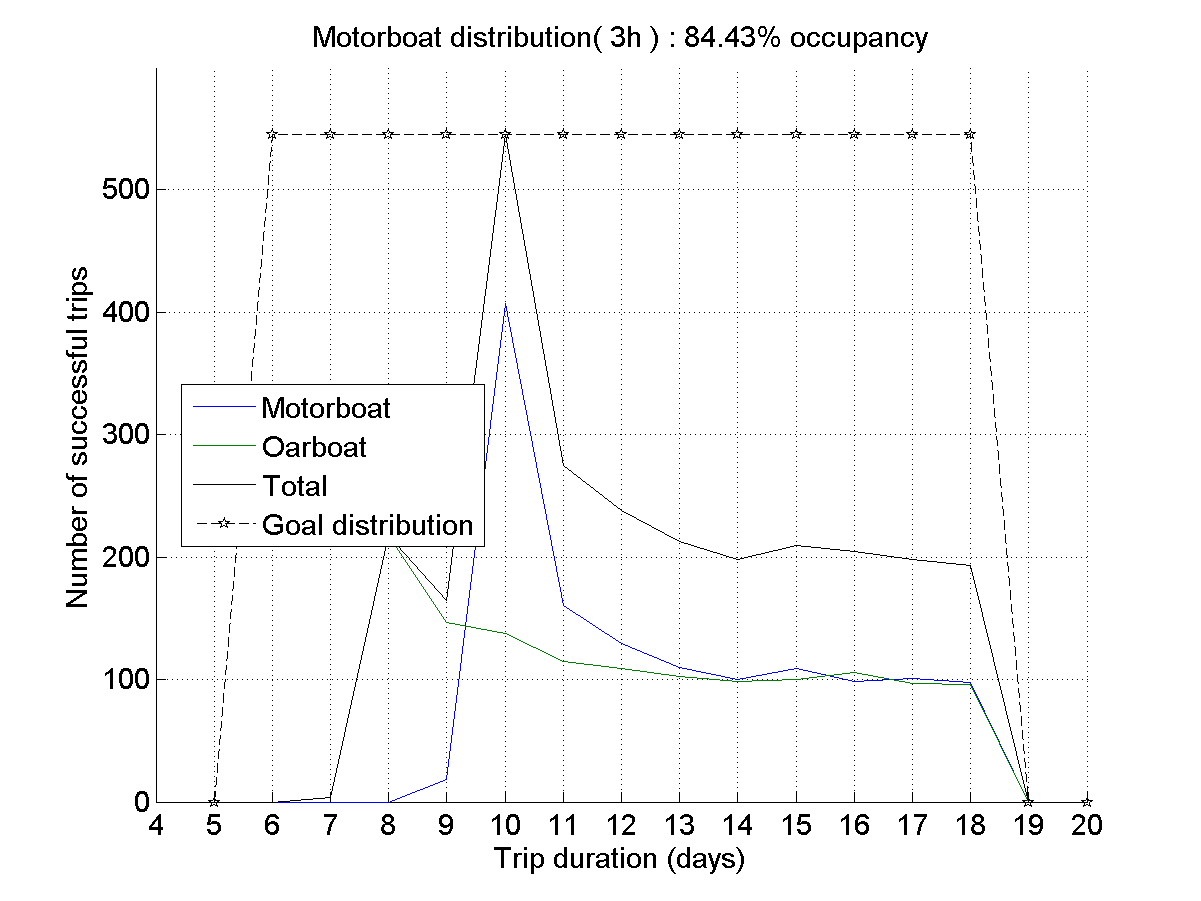 Motorboat distribution( 3h ) : 84.43% occupancy
Number of successful trips
500
400
300
200
100
0
Motorboat
Oarboat
Total
Goal distribution
4 5 6 7 8 9 10 11 12 13 14 15 16 17 18 19 20
Trip duration (days)